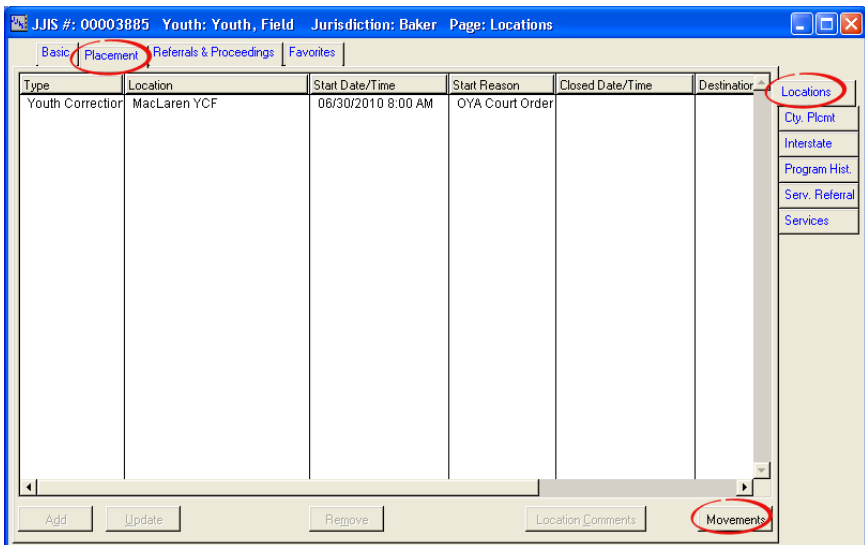 JJIS #: 00003885 Youth: Youth, Field Jurisdiction: Baker Page: Locations
Basic Placement Referrals & Proceedings Favorites
Type Location Start Date/Time Start Reason Closed Date/Time Destination
Youth Correction MacLaren YCF 06/30/2010 8:00 AM OYA Court Order
Locations
Cty. Plcmt
Interstate
Program Hist.
Serv. Referral
Services
Add Update Remove Location Comments Movements